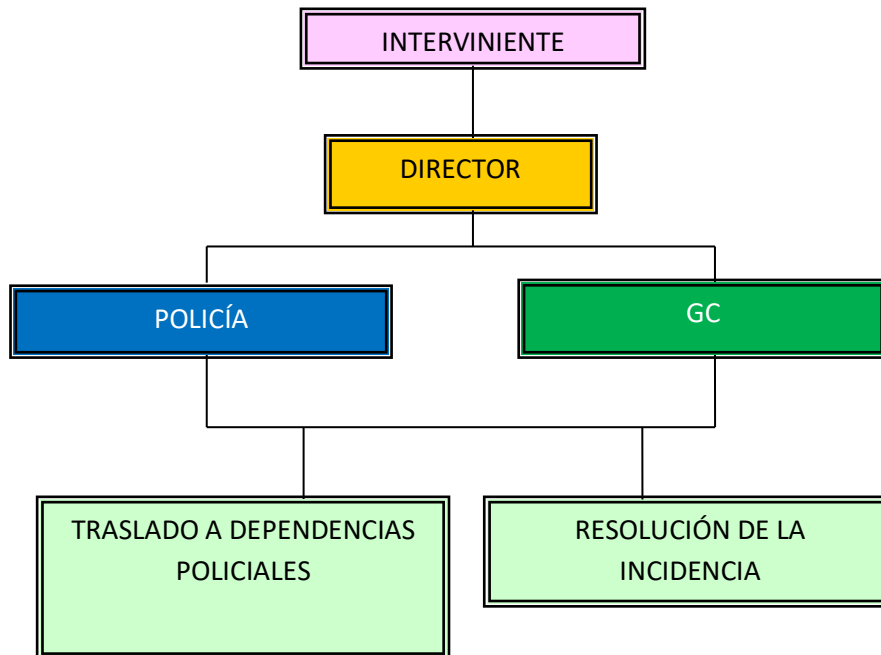 INTERVINIENTE
DIRECTOR
POLICÍA
GC
TRASLADO A DEPENDENCIAS
POLICIALES
RESOLUCIÓN DE LA
INCIDENCIA